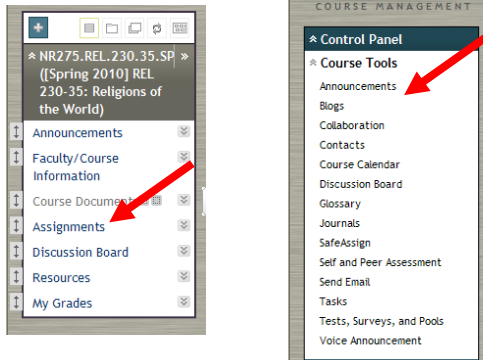 NR275.REL.230.35.SP
([Spring 2010] REL
230-35: Religions of
the World)
Announcements
Faculty/Course
Information
Course Documents
Assignments
Discussion Board
Resources
My Grades
COURSE MANAGEMENT
Control Panel
Course Tools
Announcements
Blogs
Collaboration
Contacts
Course Calendar
Discussion Board
Glossary
Journals
SafeAssign
Self and Peer Assessment
Send Email
Tasks
Tests, Surveys, and Pools
Voice Announcement